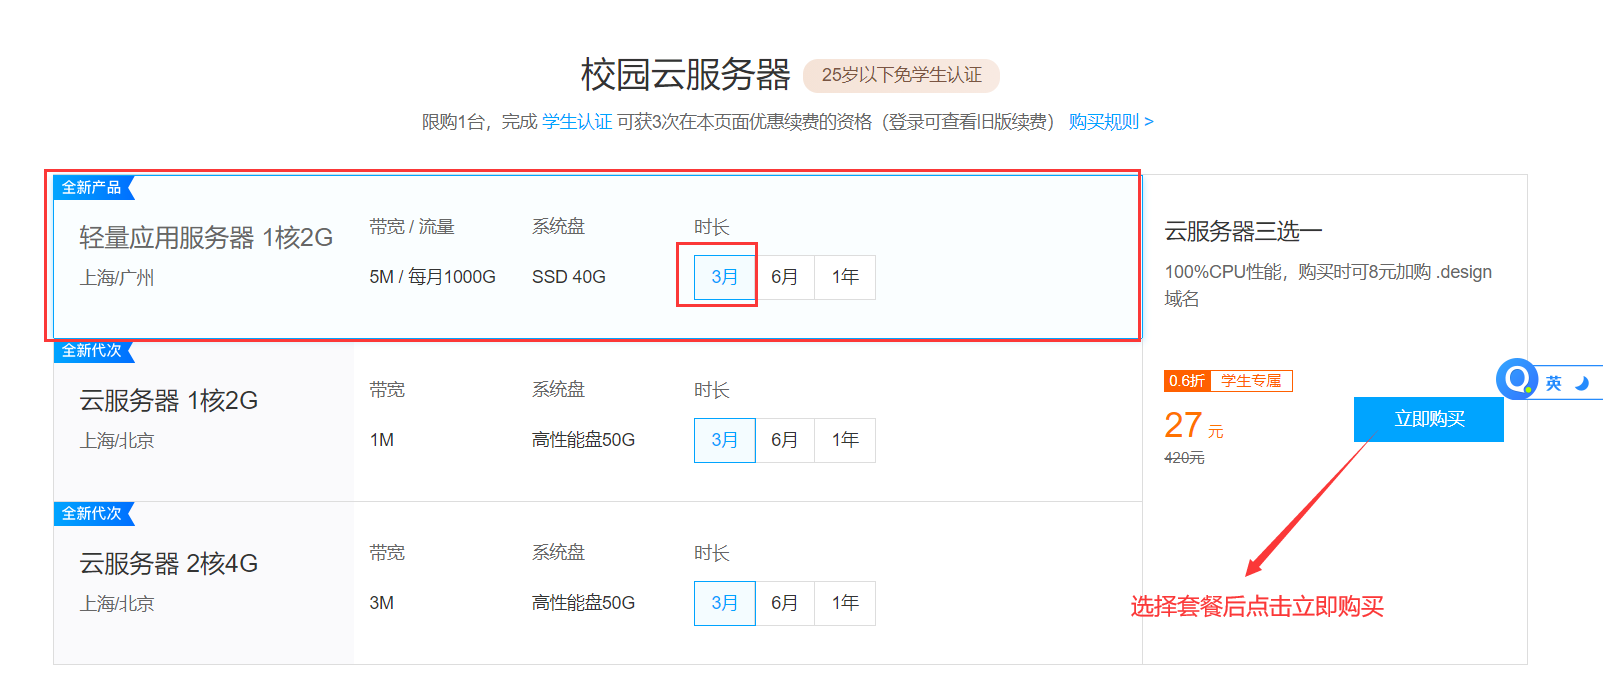 校园云服务器 25岁以下免学生认证
限购1台，完成 学生认证 可获3次在本页面优惠续费的资格（登录可查看旧版续费） 购买规则 >
全新产品
轻量应用服务器 1核2G
上海/广州
带宽 / 流量
5M / 每月1000G
系统盘
SSD 40G
时长
3月 6月 1年
全新代次
云服务器 1核2G
上海/北京
带宽
1M
系统盘
高性能盘50G
时长
3月 6月 1年
全新代次
云服务器 2核4G
上海/北京
带宽
3M
系统盘
高性能盘50G
时长
3月 6月 1年
云服务器三选一
100%CPU性能，购买时可8元加购 .design
域名
0.6折 学生专属
27 元
420元
立即购买
英
选择套餐后点击立即购买